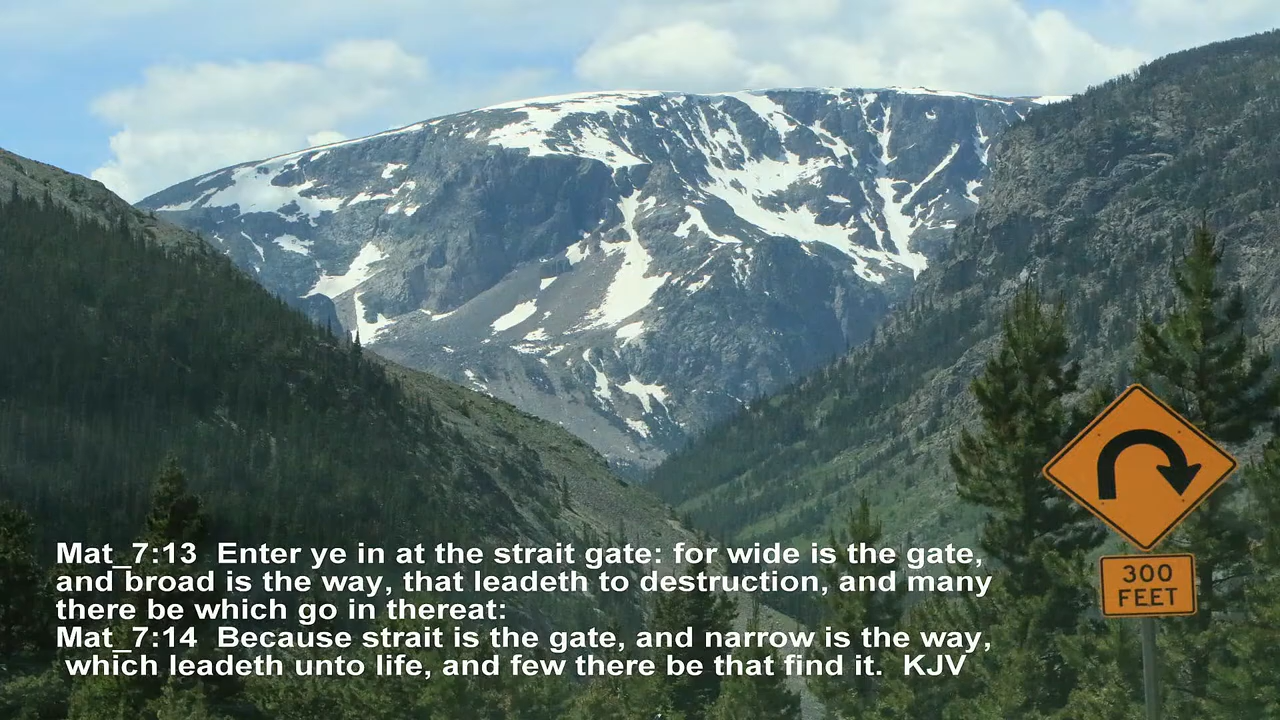 Mat_7:13  Enter ye in at the strait gate: for wide is the gate,
and broad is the way, that leadeth to destruction, and many
there be which go in thereat:
Mat_7:14  Because strait is the gate, and narrow is the way,
which leadeth unto life, and few there be that find it.  KJV
300
FEET